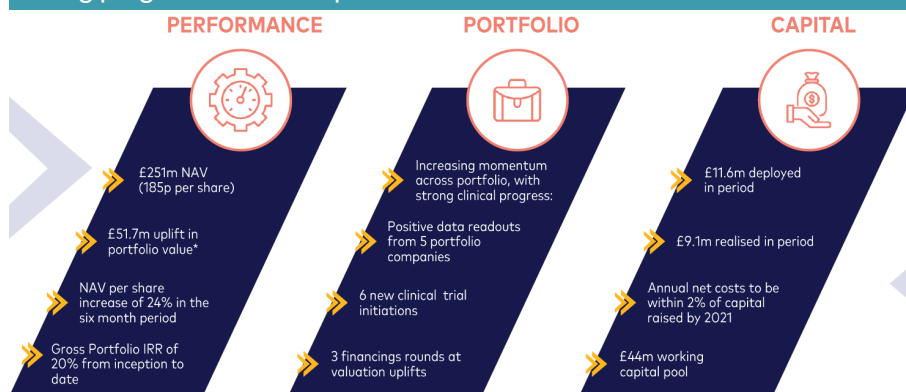 PERFORMANCE
£251m NAV
(185p per share)
£51.7m uplift in
portfolio value*
NAV per share
increase of 24% in the
six month period
Gross Portfolio IRR of
20% from inception to
date
PORTFOLIO
Increasing momentum
across portfolio, with
strong clinical progress:
Positive data readouts
from 5 portfolio
companies
6 new clinical trial
initiations
3 financings rounds at
valuation uplifts
CAPITAL
£11.6m deployed
in period
£9.1m realised in period
Annual net costs to be
within 2% of capital
raised by 2021
£44m working
capital pool